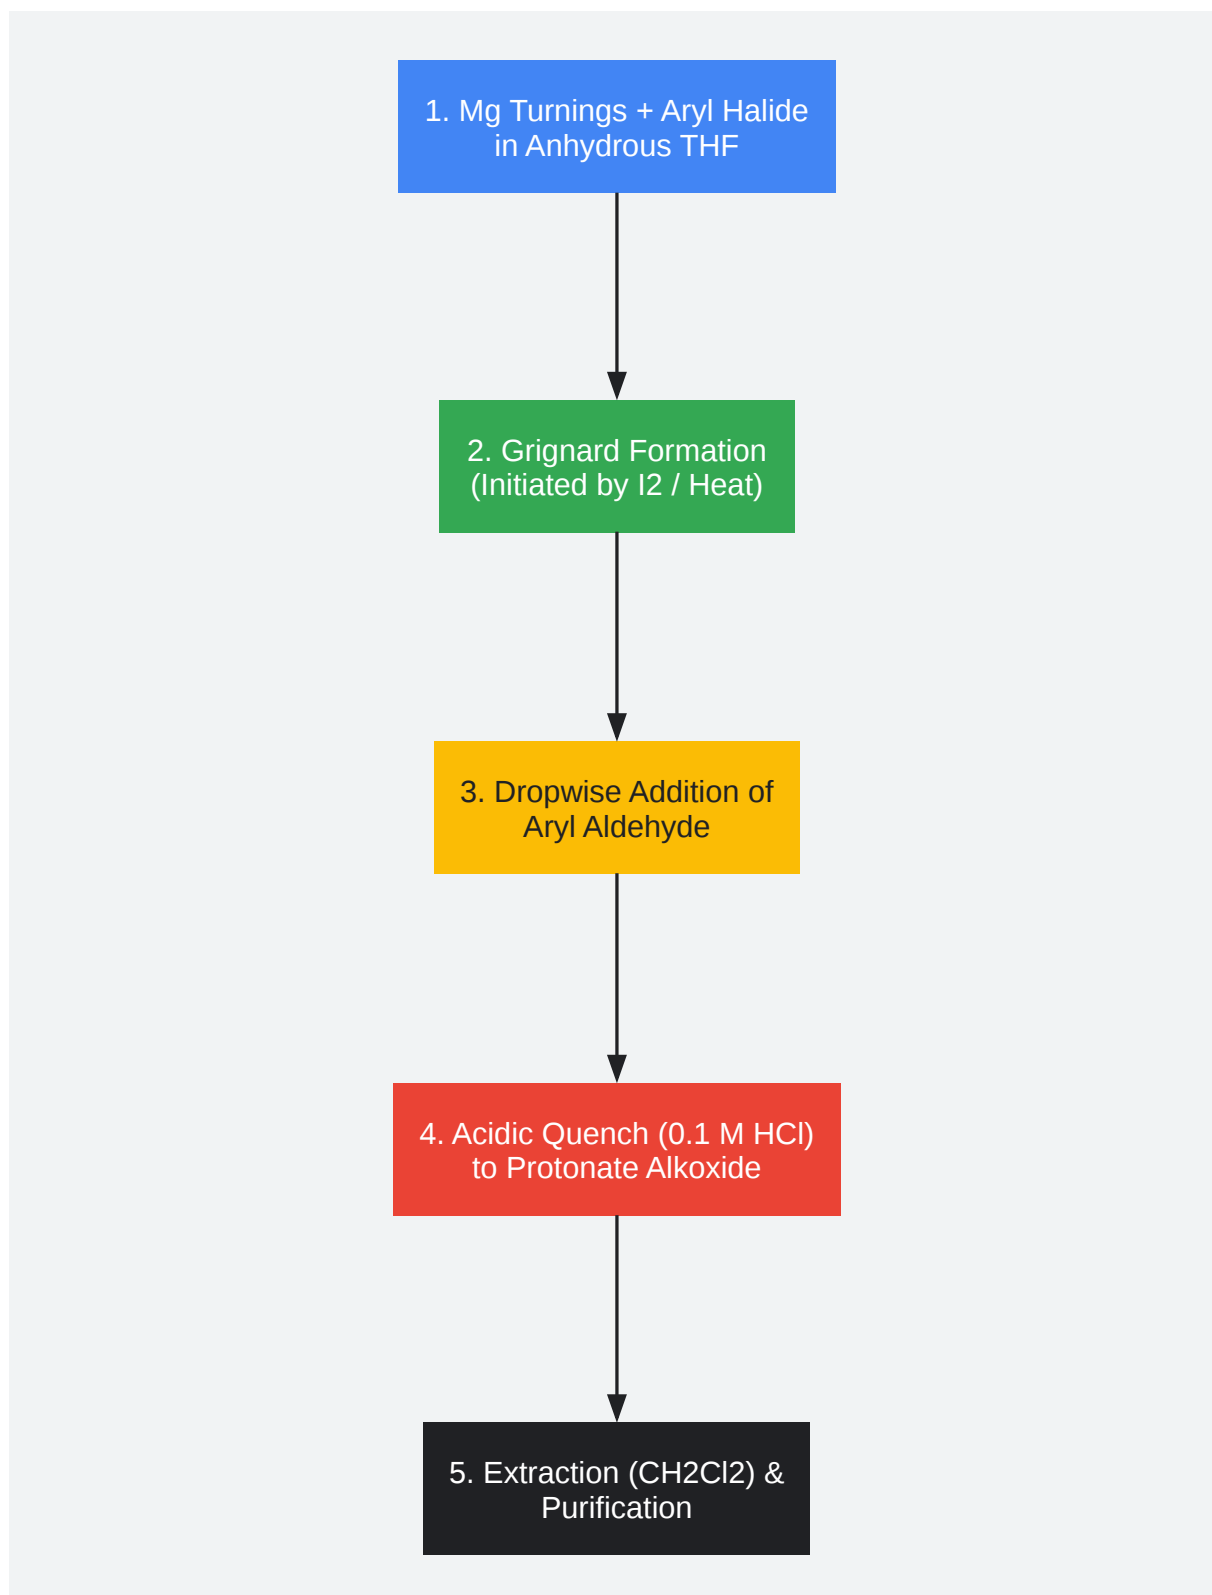 1. Mg Turnings + Aryl Halide
in Anhydrous THF
2. Grignard Formation
(Initiated by I2 / Heat)
3. Dropwise Addition of
Aryl Aldehyde
4. Acidic Quench (0.1 M HCl)
to Protonate Alkoxide
5. Extraction (CH2Cl2) &
Purification